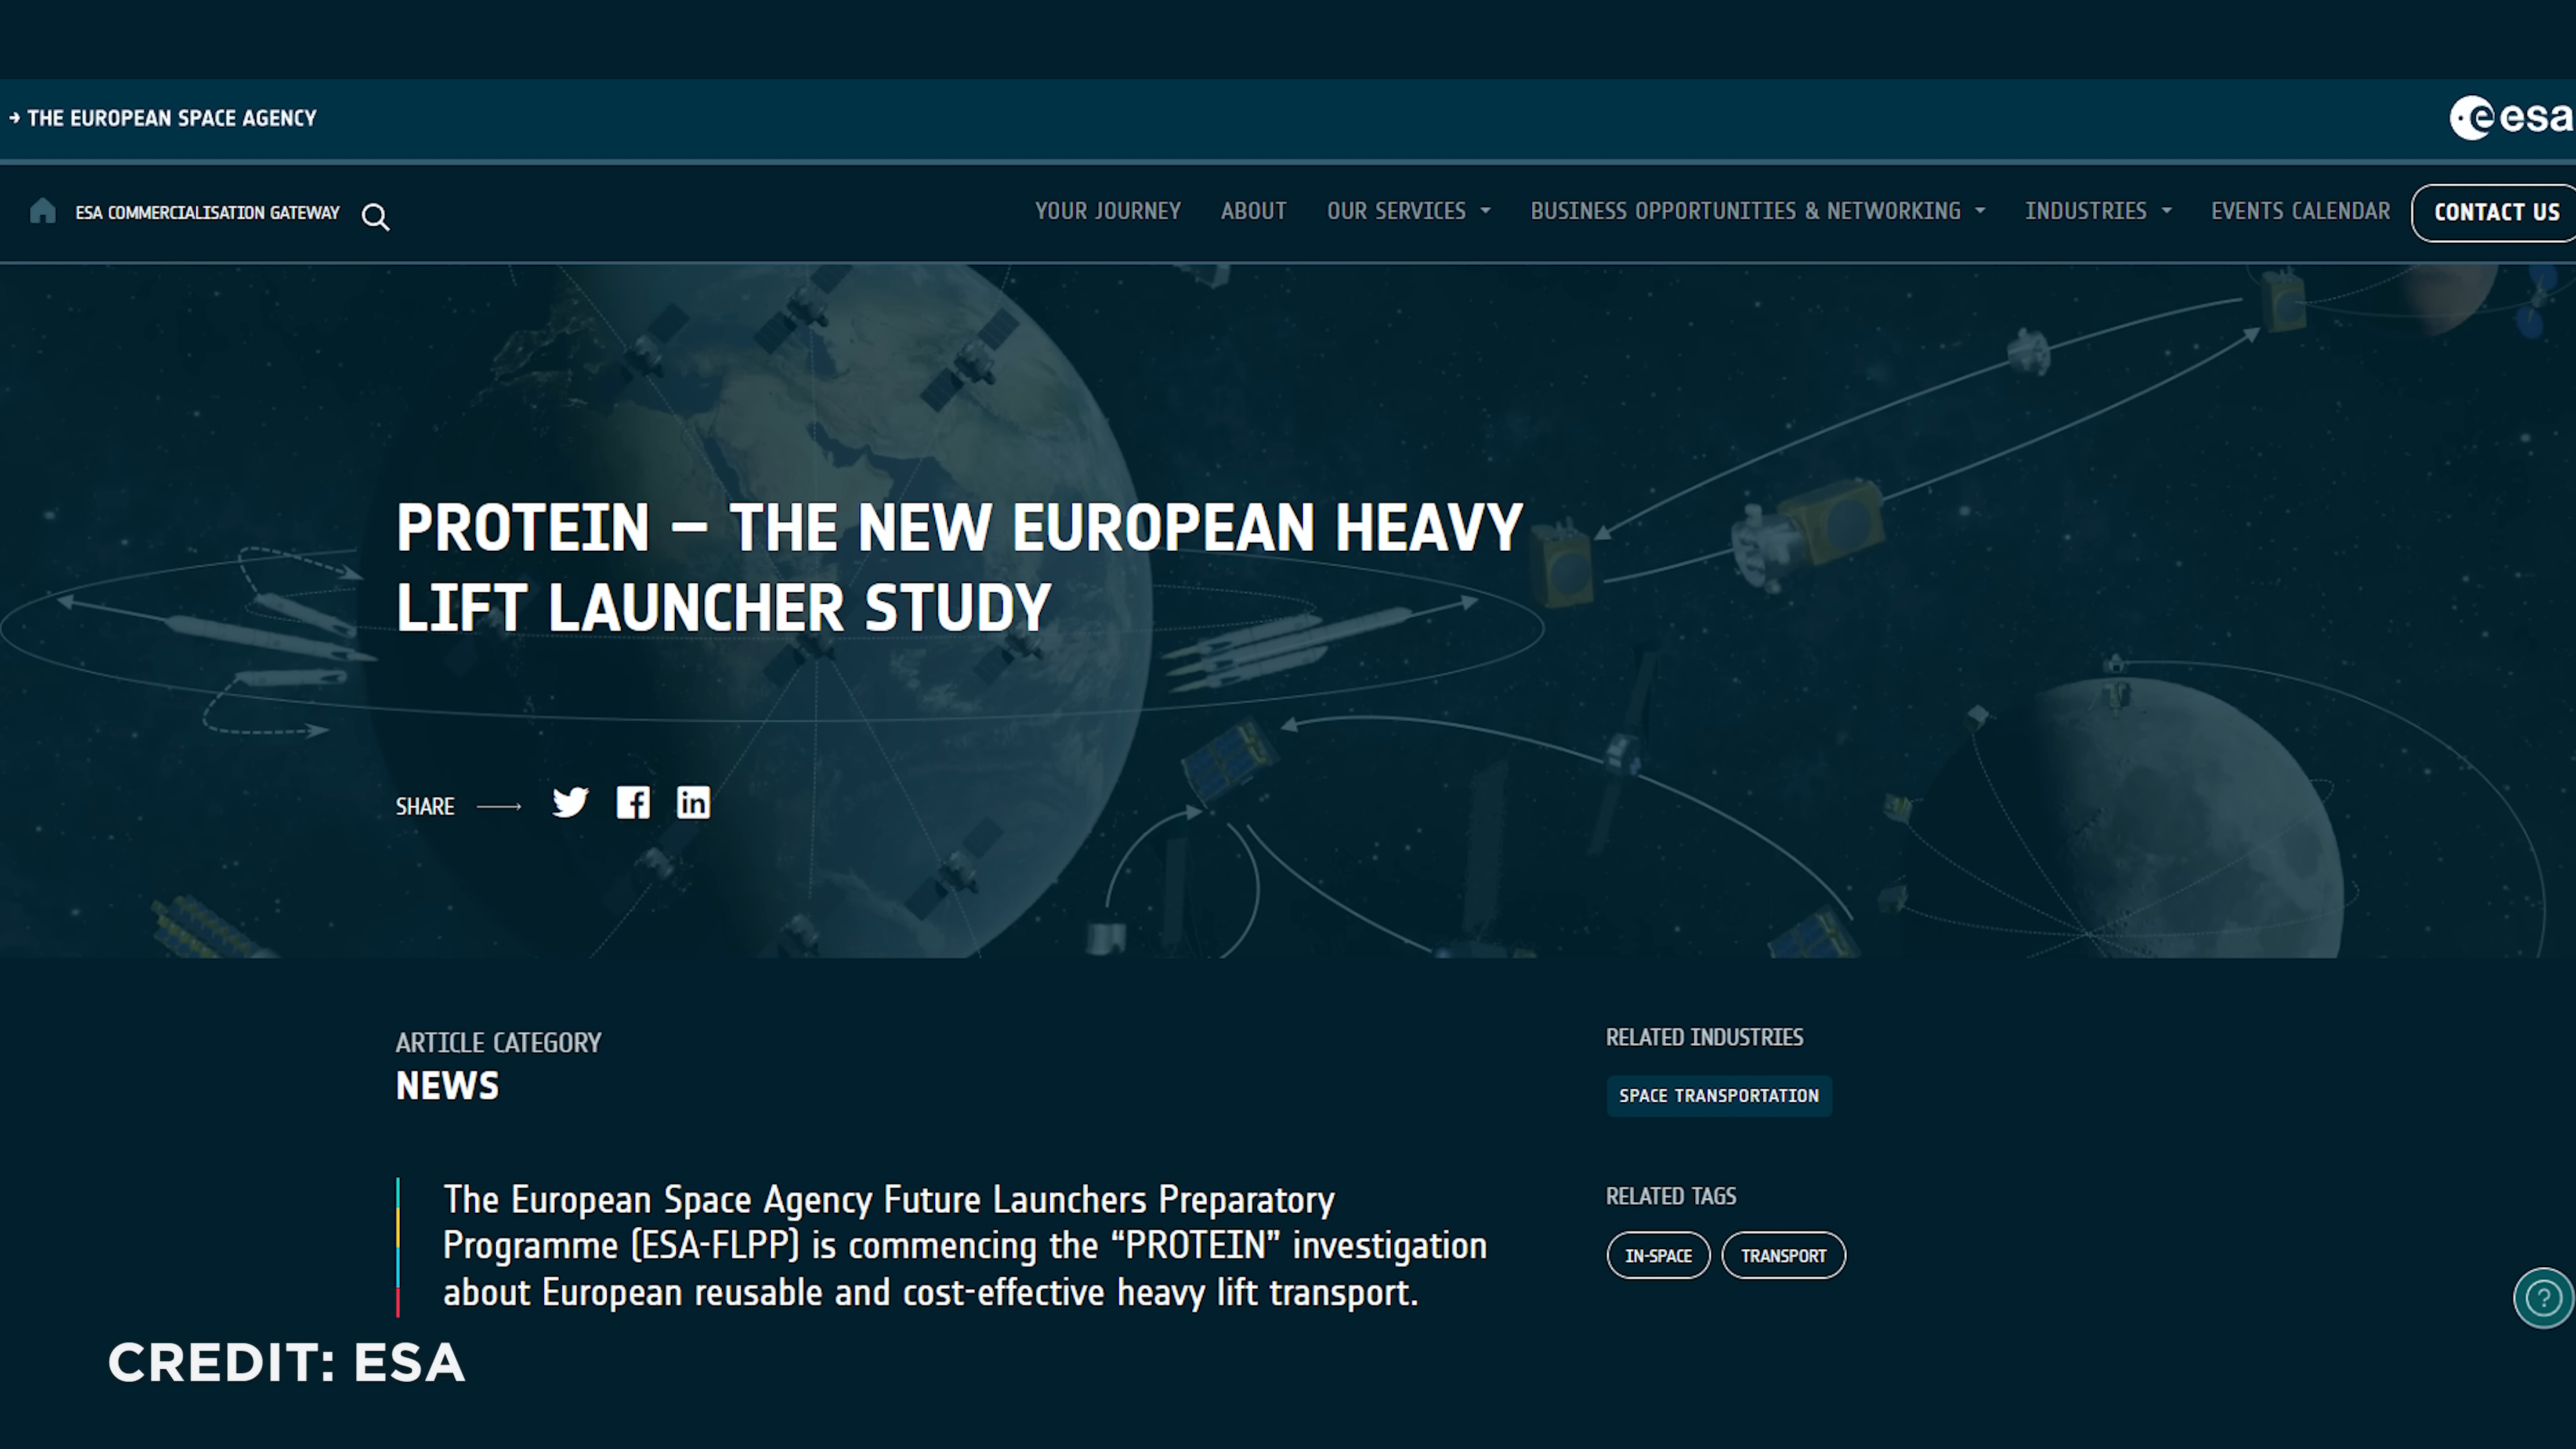 → THE EUROPEAN SPACE AGENCY
esa
ESA COMMERCIALISATION GATEWAY
YOUR JOURNEY ABOUT OUR SERVICES BUSINESS OPPORTUNITIES & NETWORKING INDUSTRIES EVENTS CALENDAR CONTACT US
PROTEIN – THE NEW EUROPEAN HEAVY
LIFT LAUNCHER STUDY
SHARE
ARTICLE CATEGORY
NEWS
The European Space Agency Future Launchers Preparatory
Programme (ESA-FLPP) is commencing the “PROTEIN” investigation
about European reusable and cost-effective heavy lift transport.
RELATED INDUSTRIES
SPACE TRANSPORTATION
RELATED TAGS
IN-SPACE TRANSPORT
?
CREDIT: ESA